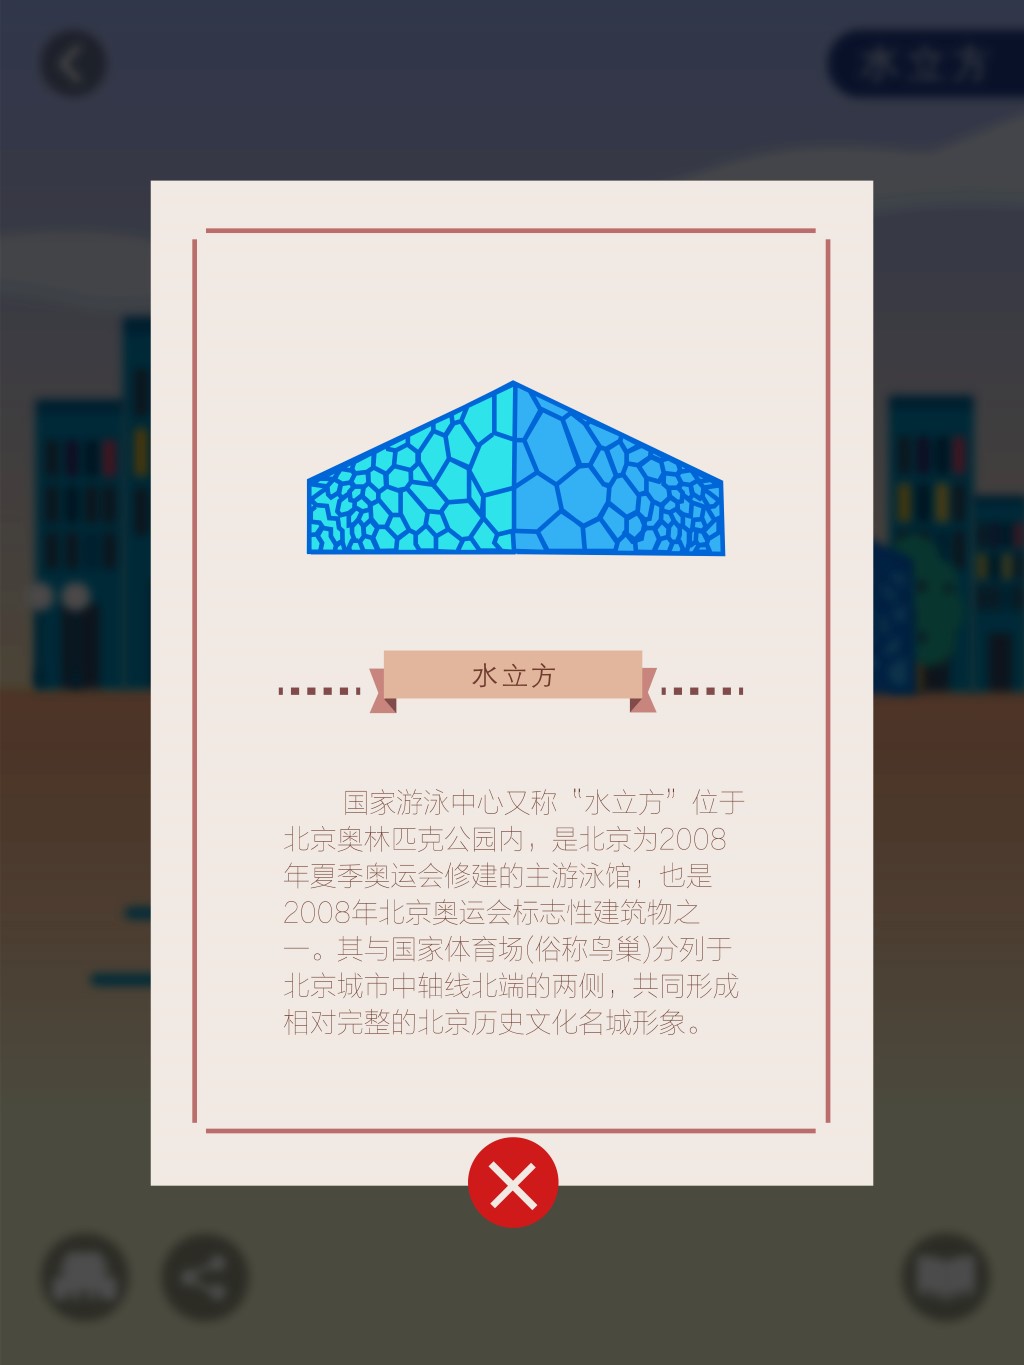 水立方
水立方
国家游泳中心又称“水立方”位于
北京奥林匹克公园内，是北京为2008
年夏季奥运会修建的主游泳馆，也是
2008年北京奥运会标志性建筑物之
一。其与国家体育场(俗称鸟巢)分列于
北京城市中轴线北端的两侧，共同形成
相对完整的北京历史文化名城形象。